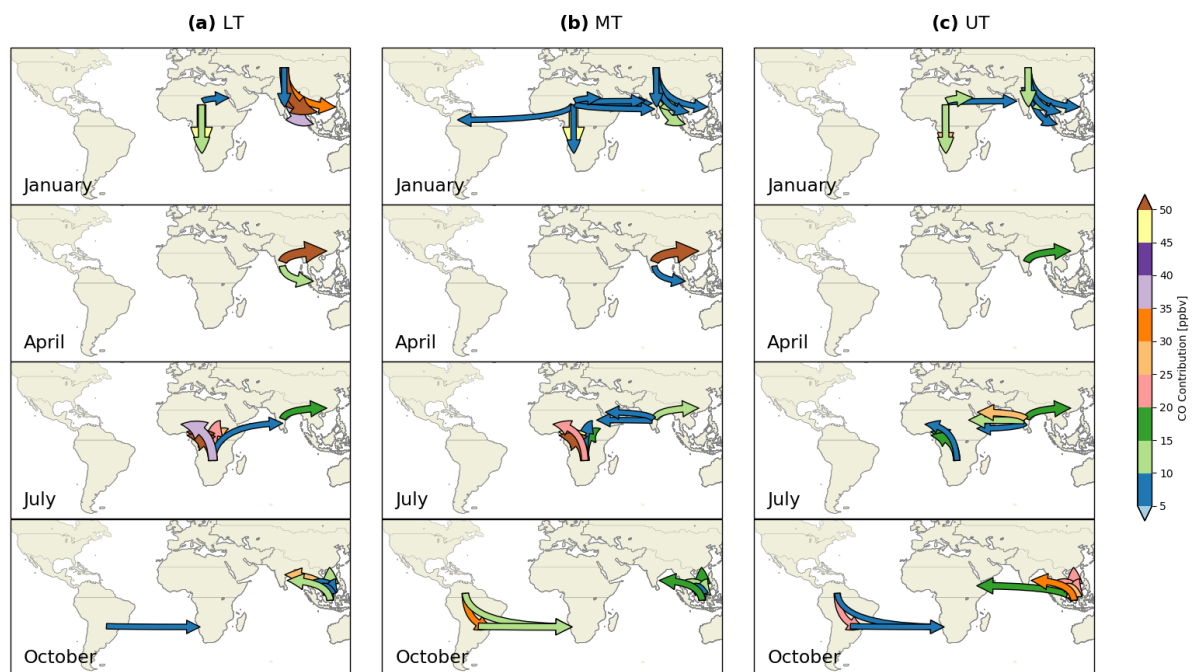 (a) LT
(b) MT
(c) UT
January
January
January
April
April
April
July
July
July
October
October
October
50
45
40
35
30
25
20
15
10
5
CO Contribution [ppbv]